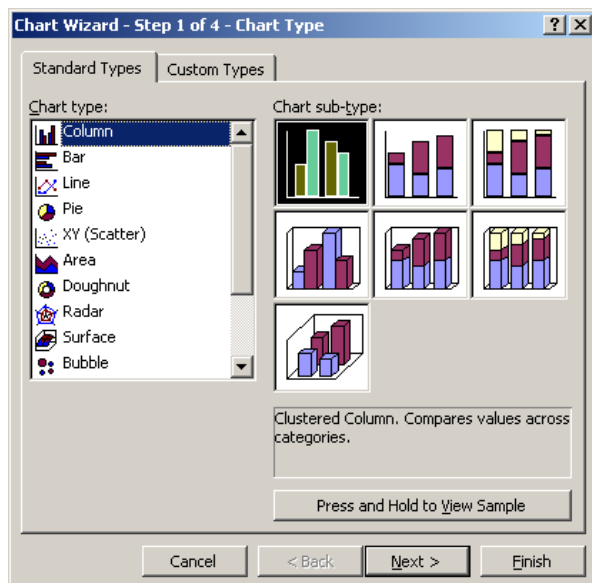 Chart Wizard - Step 1 of 4 - Chart Type
Standard Types
Custom Types
Chart type:
Column
Bar
Line
Pie
XY (Scatter)
Area
Doughnut
Radar
Surface
Bubble
Chart sub-type:
Clustered Column. Compares values across
categories.
Press and Hold to View Sample
Cancel
< Back
Next >
Finish